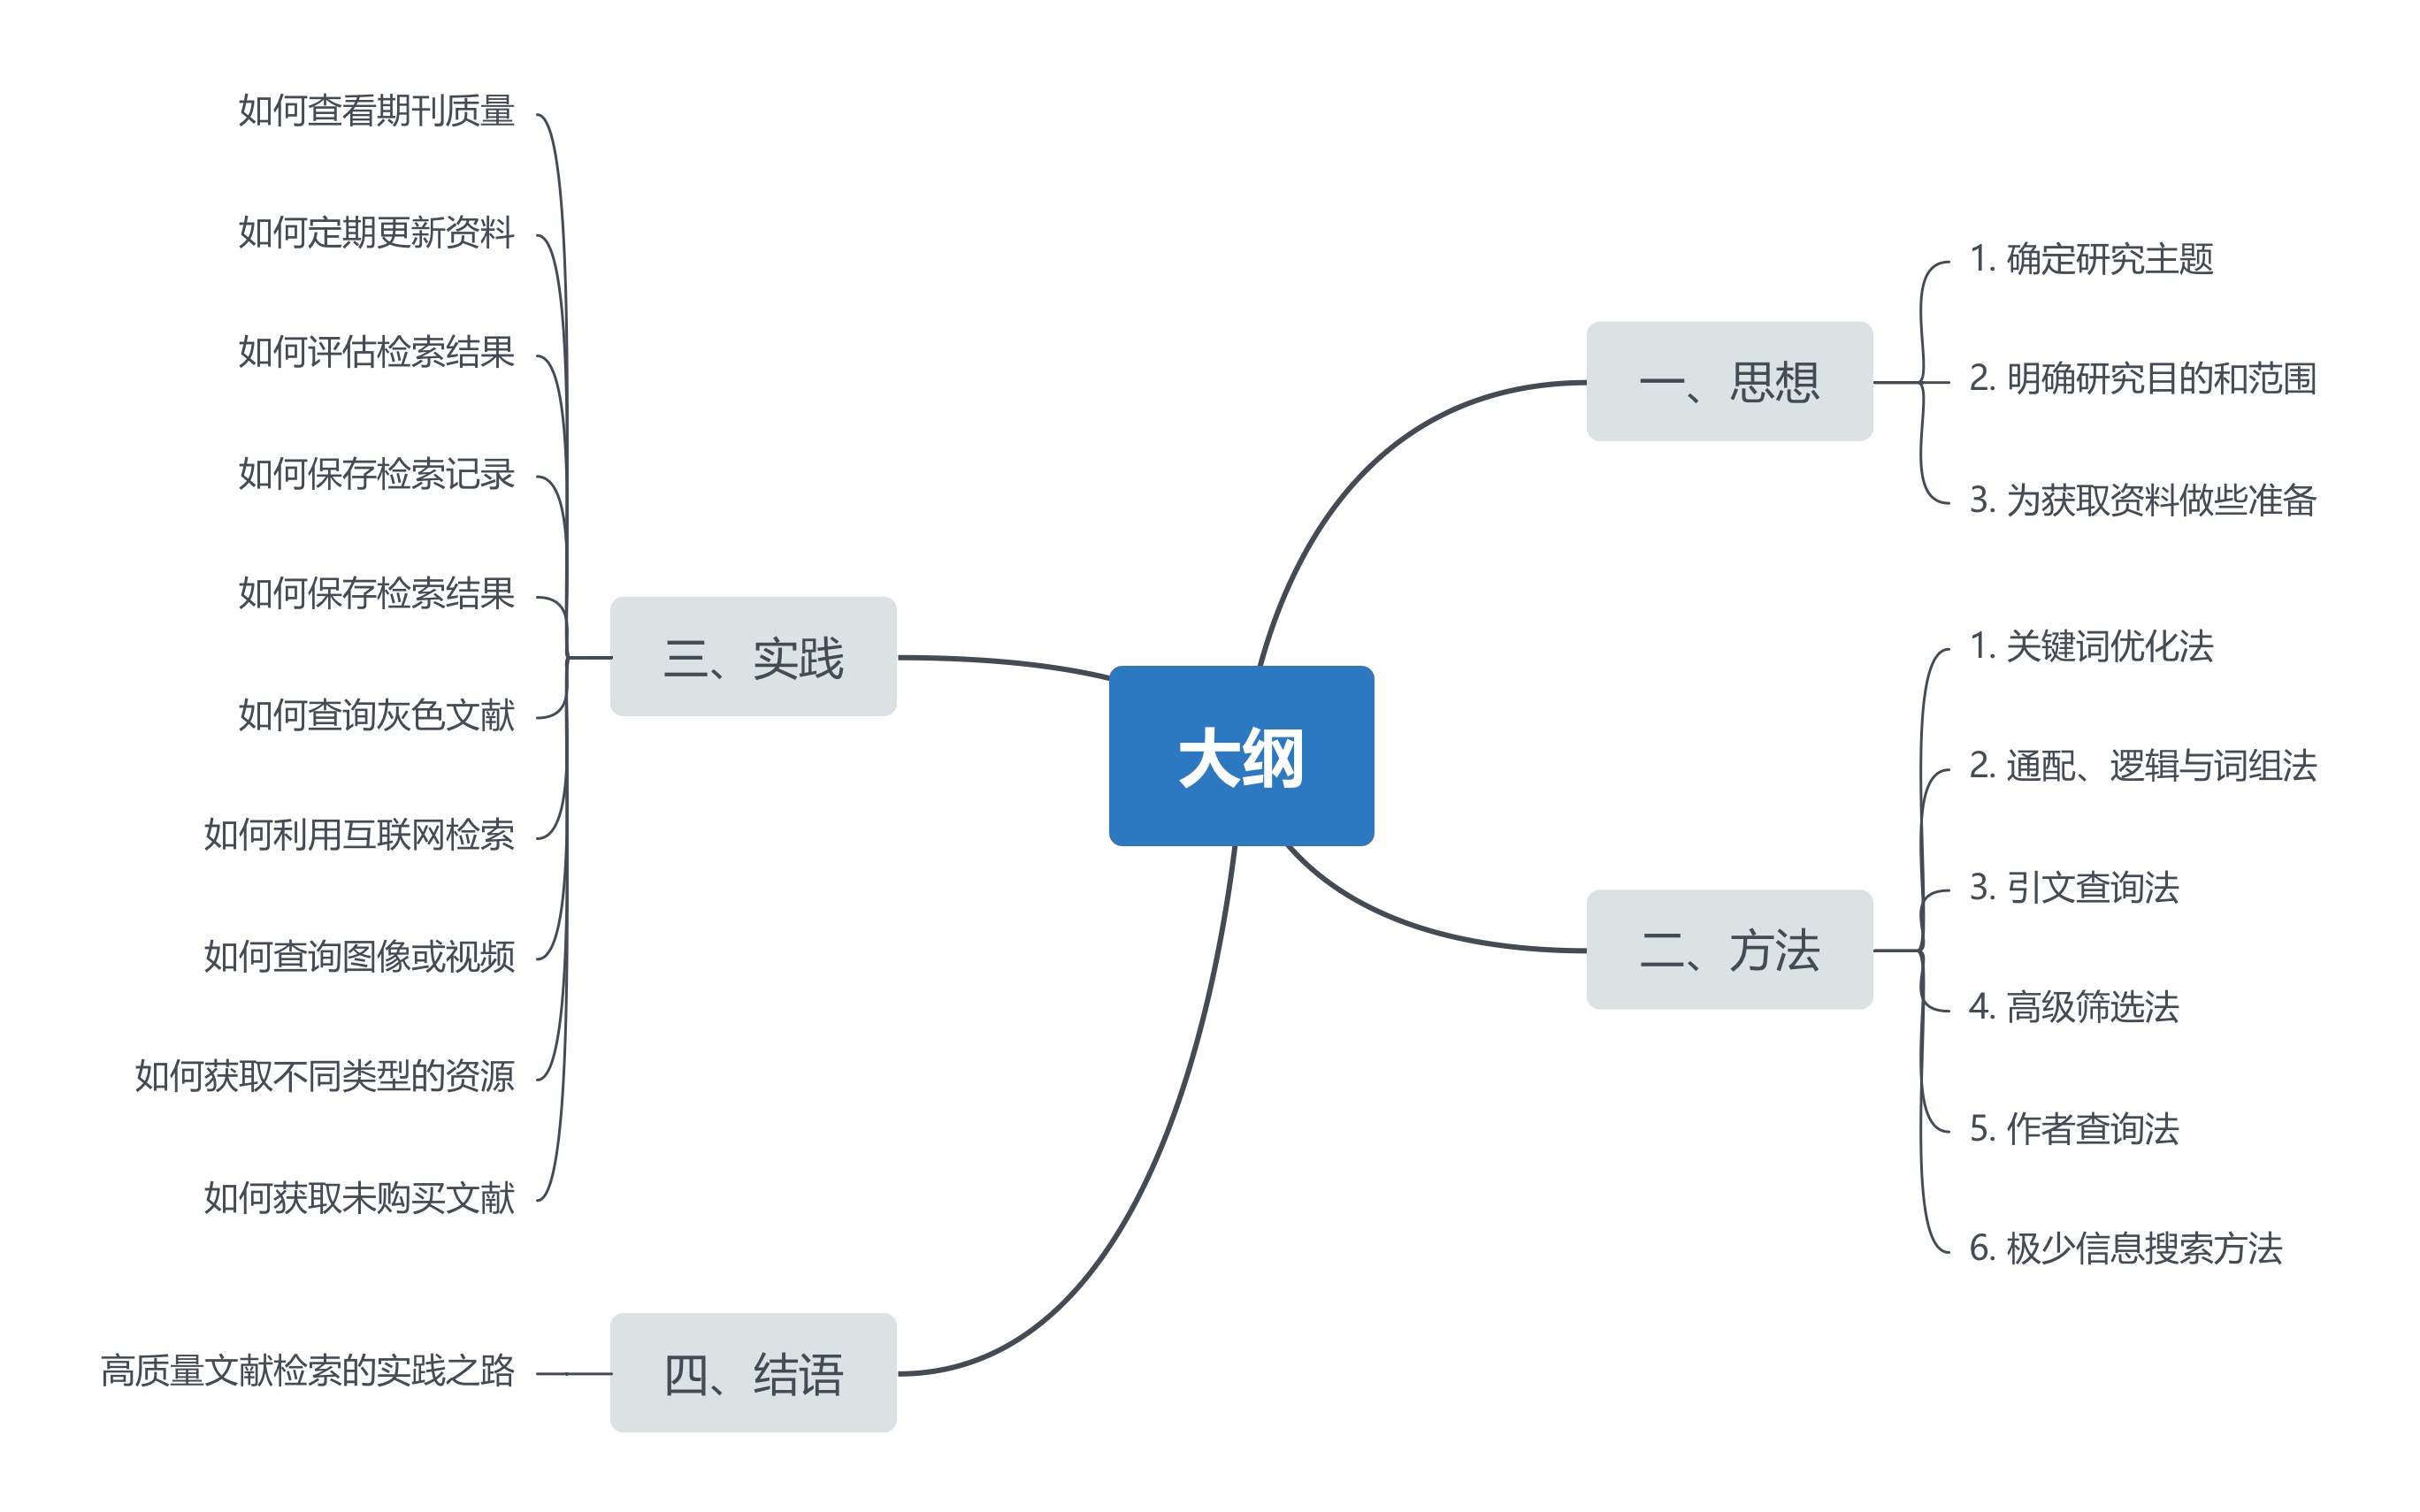 大纲
一、思想
1. 确定研究主题
2. 明确研究目的和范围
3. 为获取资料做些准备
二、方法
1. 关键词优化法
2. 通配、逻辑与词组法
3. 引文查询法
4. 高级筛选法
5. 作者查询法
6. 极少信息搜索方法
三、实践
如何查看期刊质量
如何定期更新资料
如何评估检索结果
如何保存检索记录
如何保存检索结果
如何查询灰色文献
如何利用互联网检索
如何查询图像或视频
如何获取不同类型的资源
如何获取未购买文献
四、结语
高质量文献检索的实践之路